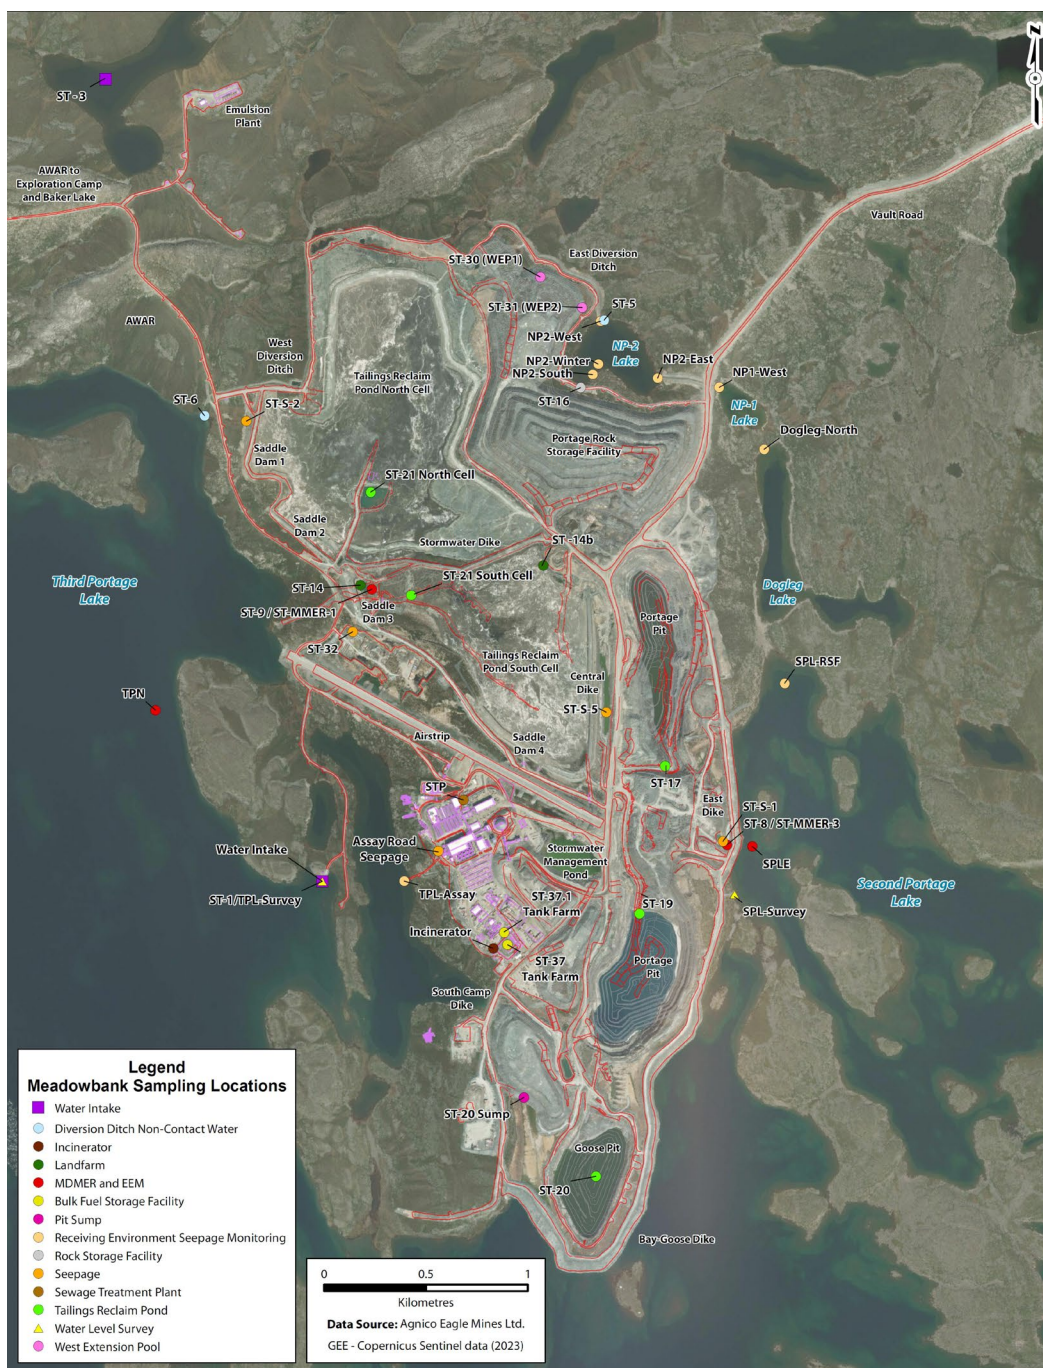 N
ST - 3
Emulsion
Plant
AWAR to
Exploration Camp
and Baker Lake
Vault Road
ST-30 (WEP1)
East Diversion
Ditch
ST-31 (WEP2)
ST-5
AWAR
NP2-West
NP-2
Lake
West
Diversion
Ditch
NP2-Winter
NP2-South
NP2-East
NP1-West
Tailings Reclaim
Pond North Cell
ST-6
ST-S-2
ST-16
NP-1
Lake
Dogleg-North
Saddle
Dam 1
Portage Rock
Storage Facility
ST-21 North Cell
Saddle
Dam 2
Stormwater Dike
ST -14b
Third Portage
Lake
ST-14
ST-21 South Cell
Dogleg
Lake
ST-9 / ST-MMER-1
Saddle
Dam 3
Portage
Pit
ST-32
Tailings Reclaim
Pond South Cell
SPL-RSF
Central
Dike
TPN
ST-S-5
Airstrip
Saddle
Dam 4
STP
ST-17
East
Dike
ST-S-1
ST-8 / ST-MMER-3
Assay Road
Seepage
Water Intake
Stormwater
Management
Pond
SPLE
ST-1/TPL-Survey
TPL-Assay
ST-37.1
Tank Farm
ST-19
SPL-Survey
Second Portage
Lake
Incinerator
ST-37
Tank Farm
Portage
Pit
South Camp
Dike
ST-20 Sump
Goose Pit
ST-20
Bay-Goose Dike
Legend
Meadowbank Sampling Locations
Water Intake
Diversion Ditch Non-Contact Water
Incinerator
Landfarm
MDMER and EEM
Bulk Fuel Storage Facility
Pit Sump
Receiving Environment Seepage Monitoring
Rock Storage Facility
Seepage
Sewage Treatment Plant
Tailings Reclaim Pond
Water Level Survey
West Extension Pool
0 0.5 1
Kilometres
Data Source: Agnico Eagle Mines Ltd.
GEE - Copernicus Sentinel data (2023)